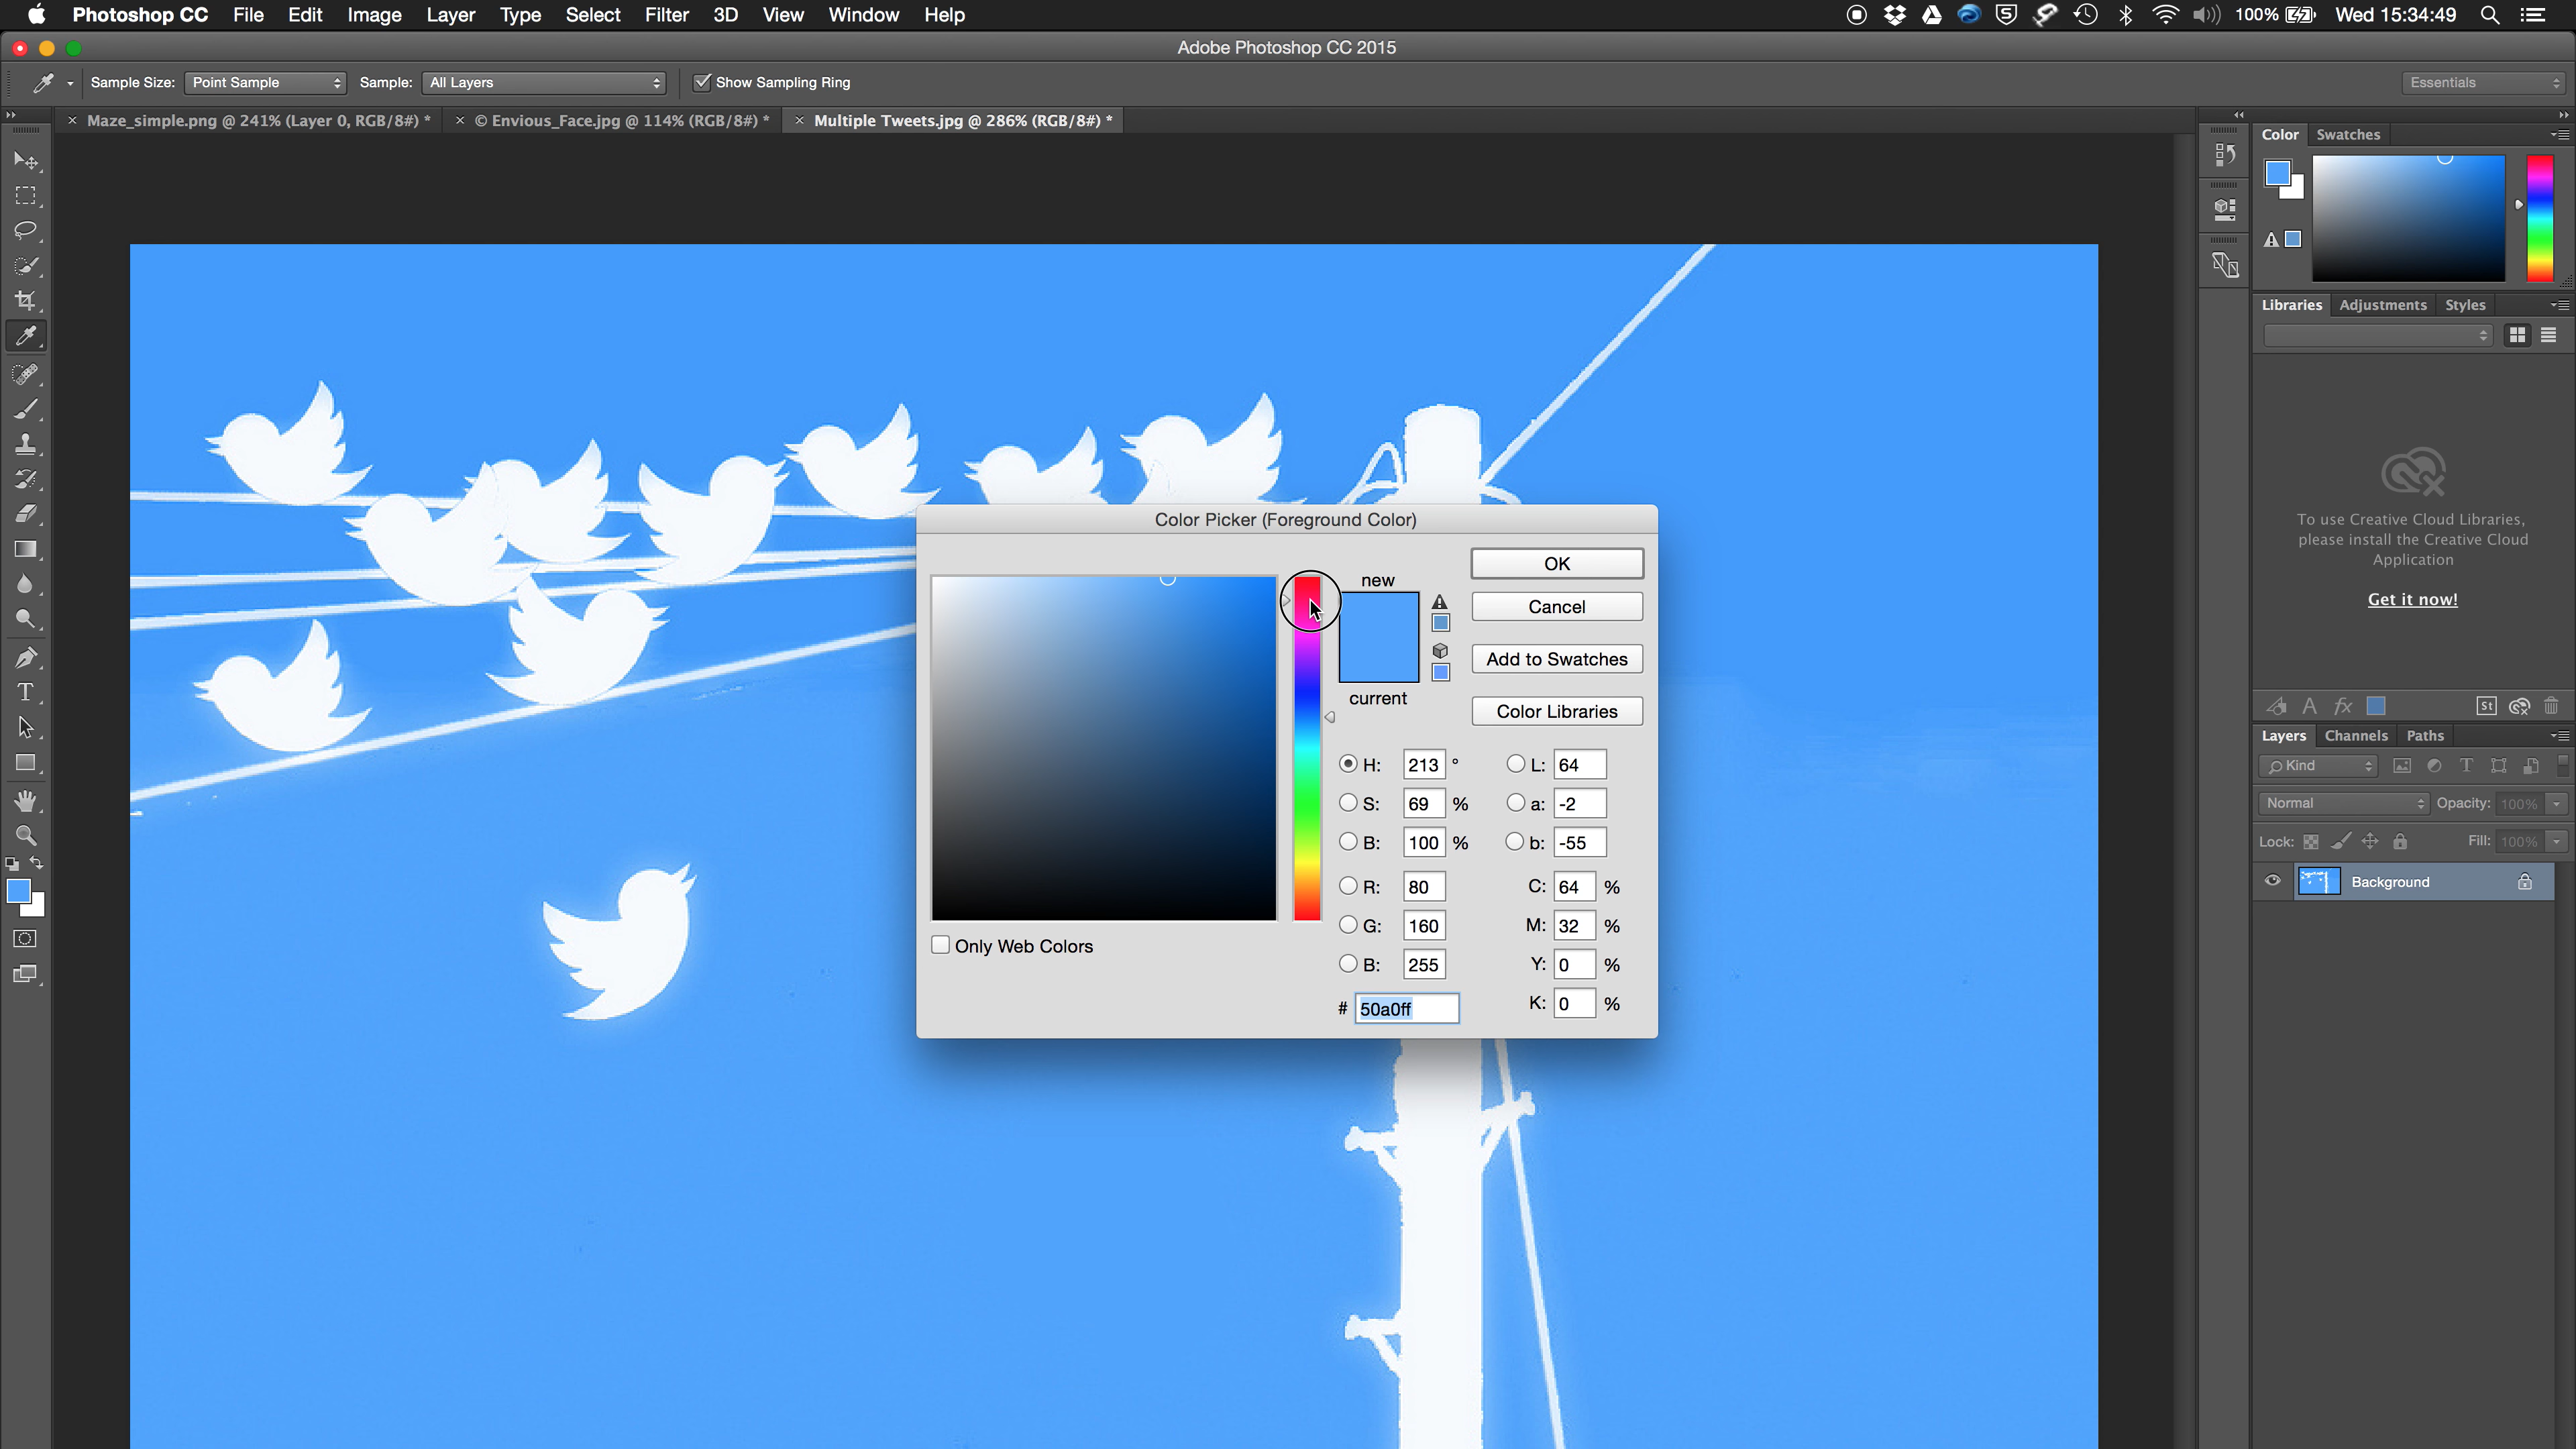 Photoshop CC File Edit Image Layer Type Select Filter 3D View Window Help 100% Wed 15:34:49
Adobe Photoshop CC 2015
Sample Size: Point Sample Sample: All Layers Show Sampling Ring Essentials
Maze_simple.png @ 241% (Layer 0, RGB/8#) * © Envious_Face.jpg @ 114% (RGB/8#) * Multiple Tweets.jpg @ 286% (RGB/8#) *
Color Swatches
Libraries Adjustments Styles
To use Creative Cloud Libraries,
please install the Creative Cloud
Application
Get it now!
St
Layers Channels Paths
Kind
Normal Opacity: 100%
Lock: Fill: 100%
Background
Color Picker (Foreground Color)
new
current
OK
Cancel
Add to Swatches
Color Libraries
H: 213 ° L: 64
S: 69 % a: -2
B: 100 % b: -55
R: 80 C: 64 %
G: 160 M: 32 %
B: 255 Y: 0 %
# 50a0ff K: 0 %
Only Web Colors